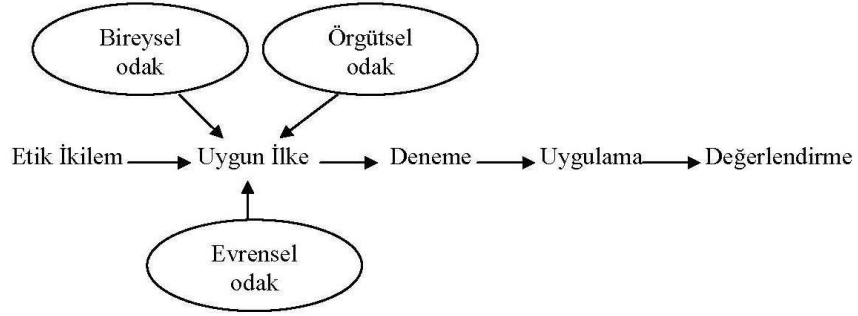 Bireysel
odak
Örgütsel
odak
Etik İkilem
Uygun İlke
Deneme
Uygulama
Değerlendirme
Evrensel
odak